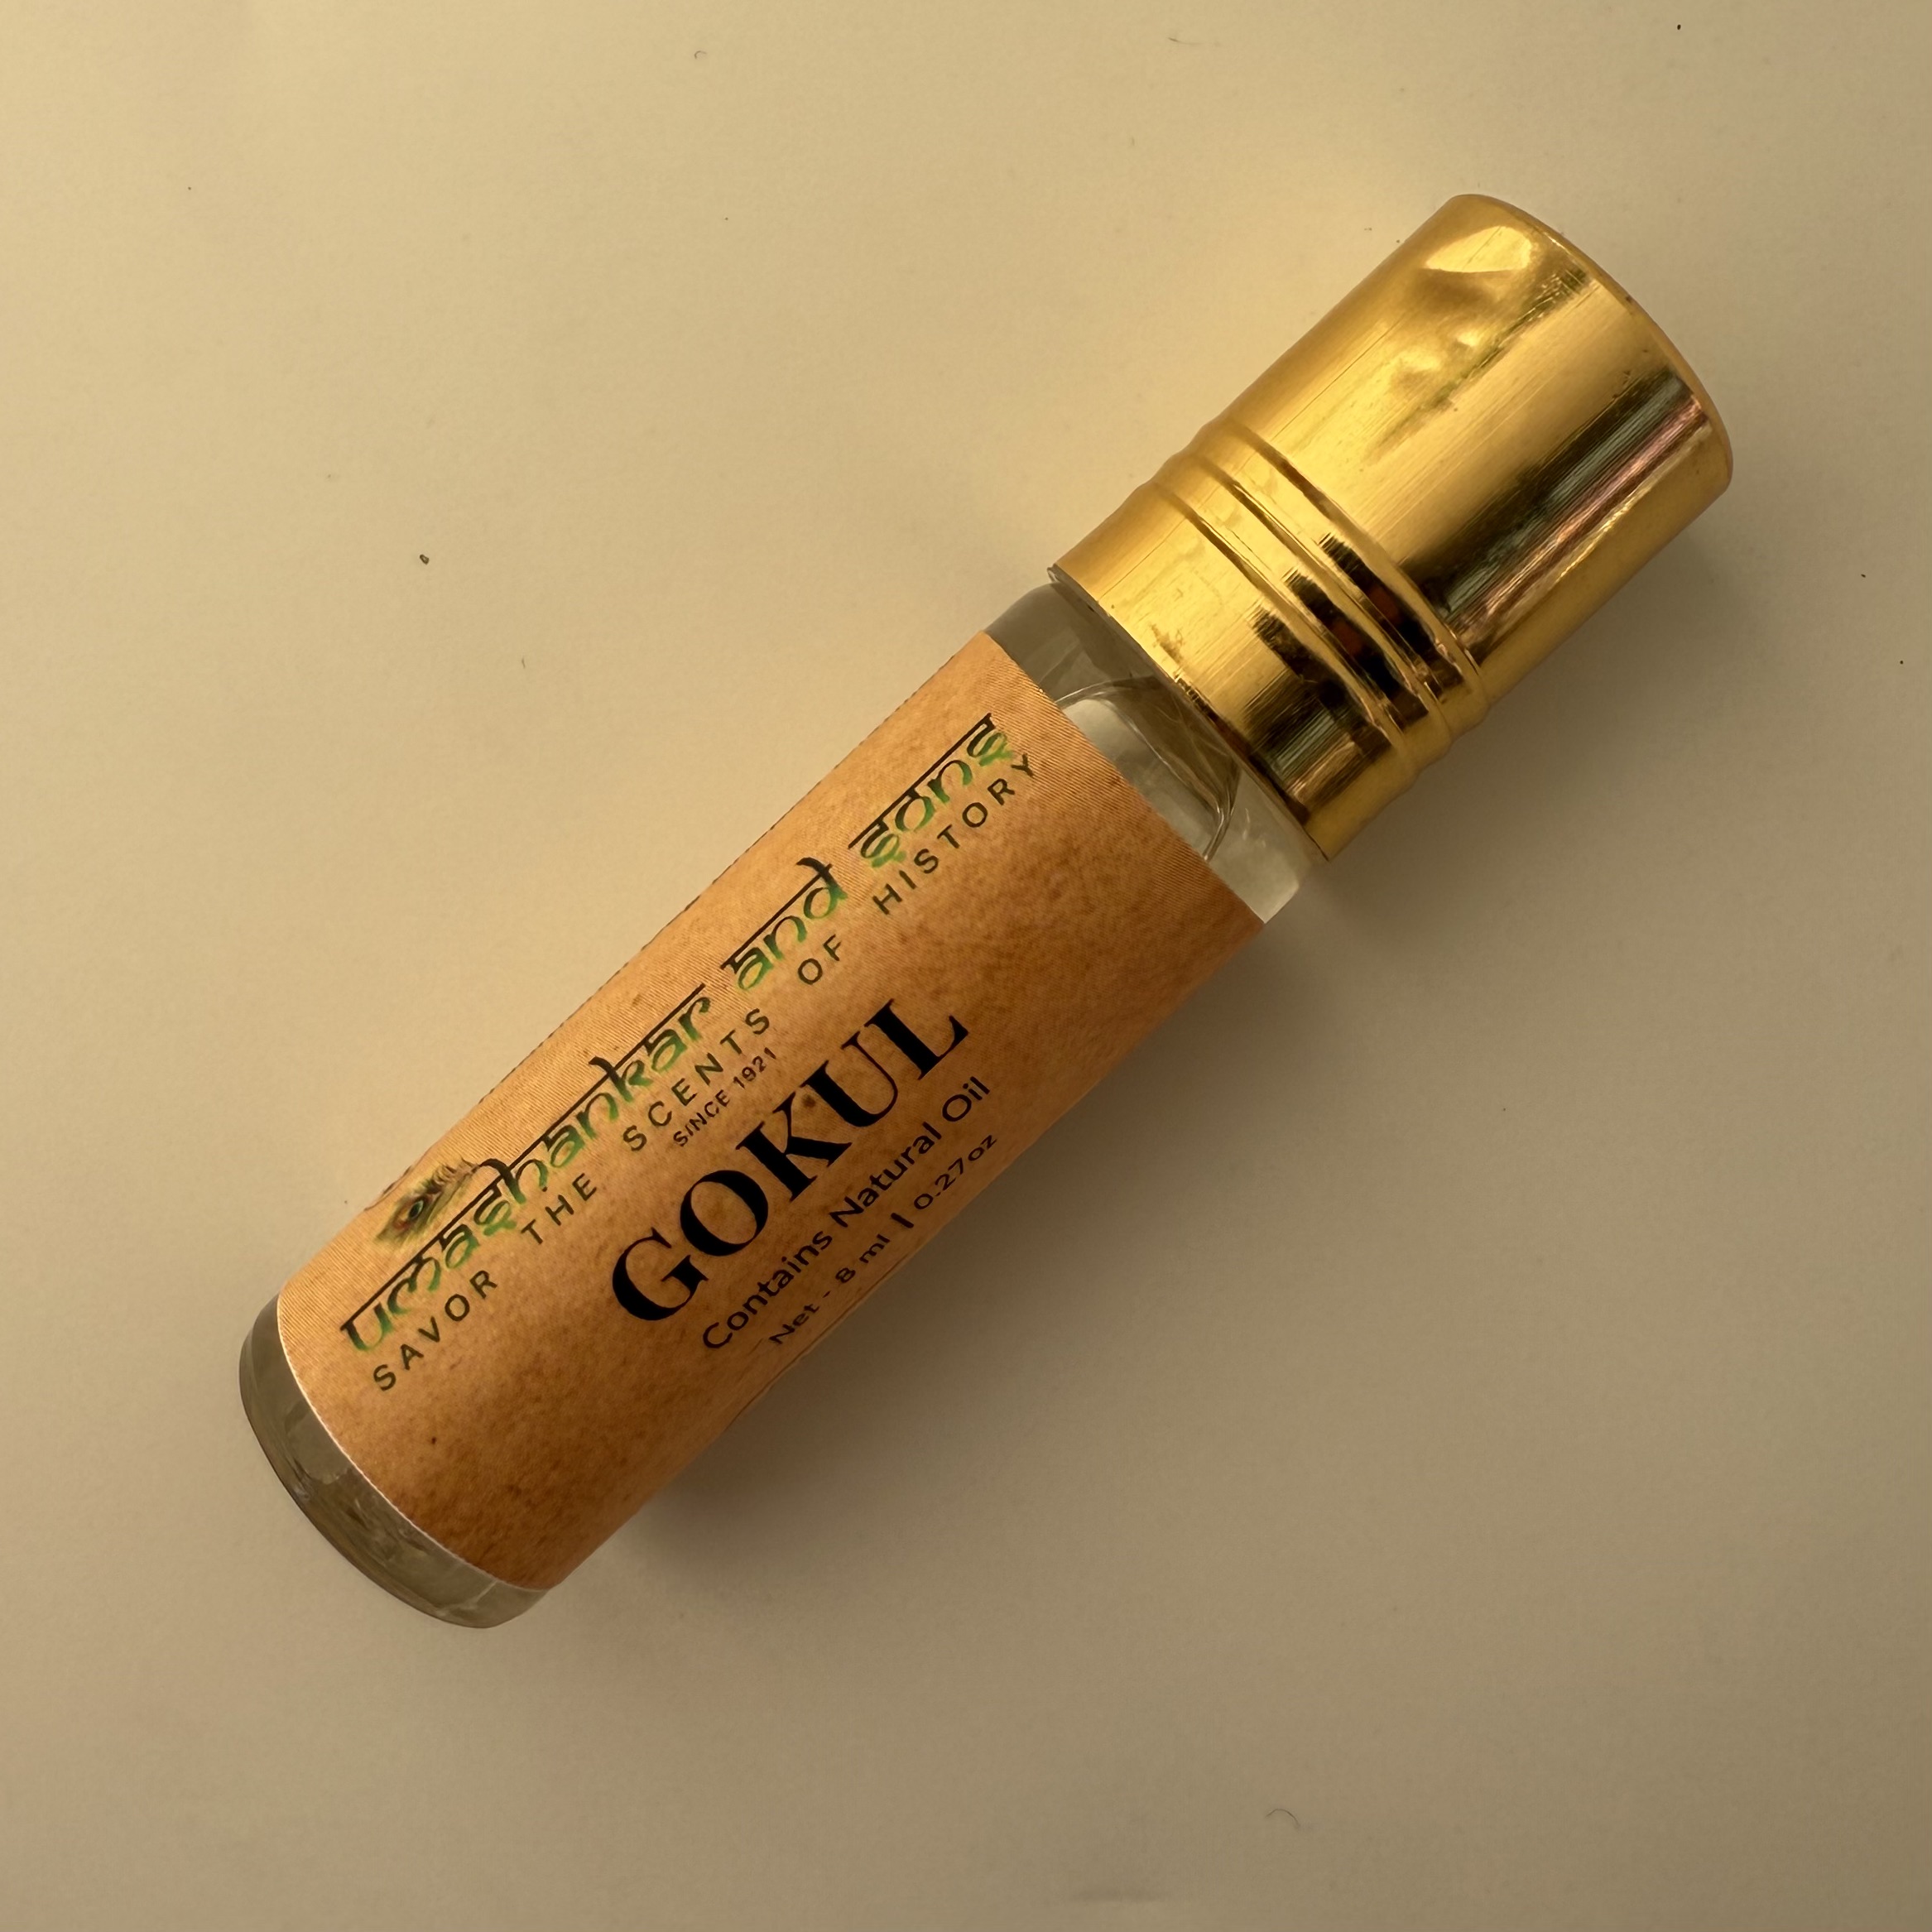 umashankar and sons
SAVOR THE SCENTS OF HISTORY
SINCE 1921
GOKUL
Contains Natural Oil
Net - 8 ml | 0.27oz